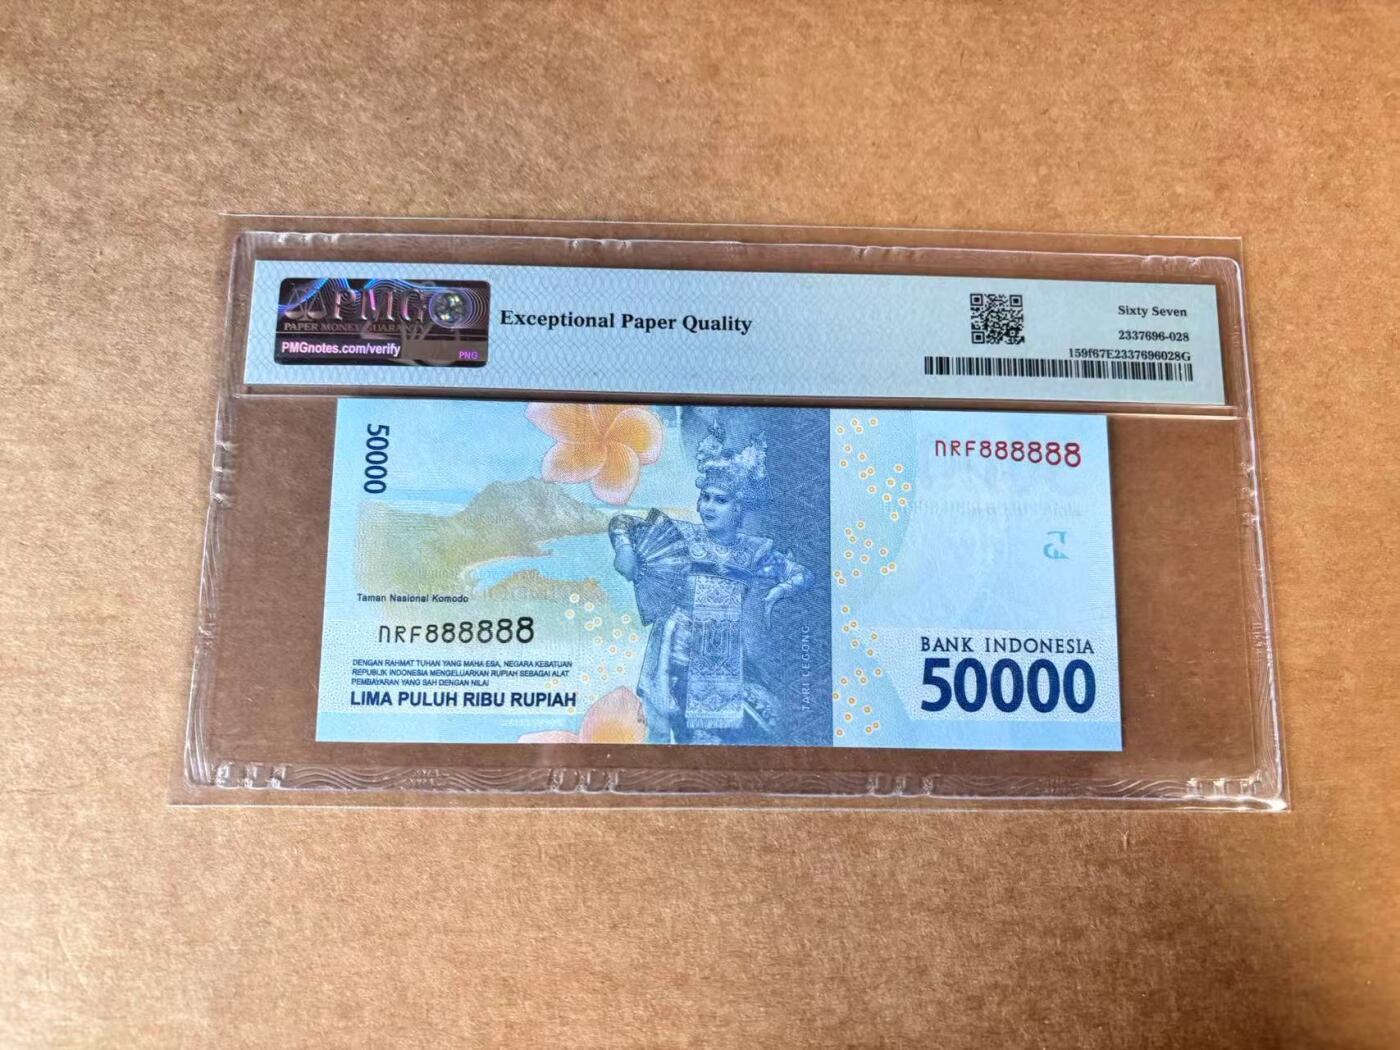 PMG
PAPER MONEY GUARANTY
PMGnotes.com/verify
PNG
Exceptional Paper Quality
Sixty Seven
2337696-028
159f67E2337696028G
50000
NRF888888
Taman Nasional Komodo
NRF888888
DENGAN RAHMAT TUHAN YANG MAHA ESA, NEGARA KESATUAN
REPUBLIK INDONESIA MENGELUARKAN RUPIAH SEBAGAI ALAT
PEMBAYARAN YANG SAH DENGAN NILAI
LIMA PULUH RIBU RUPIAH
TARI LEGONG
BANK INDONESIA
50000